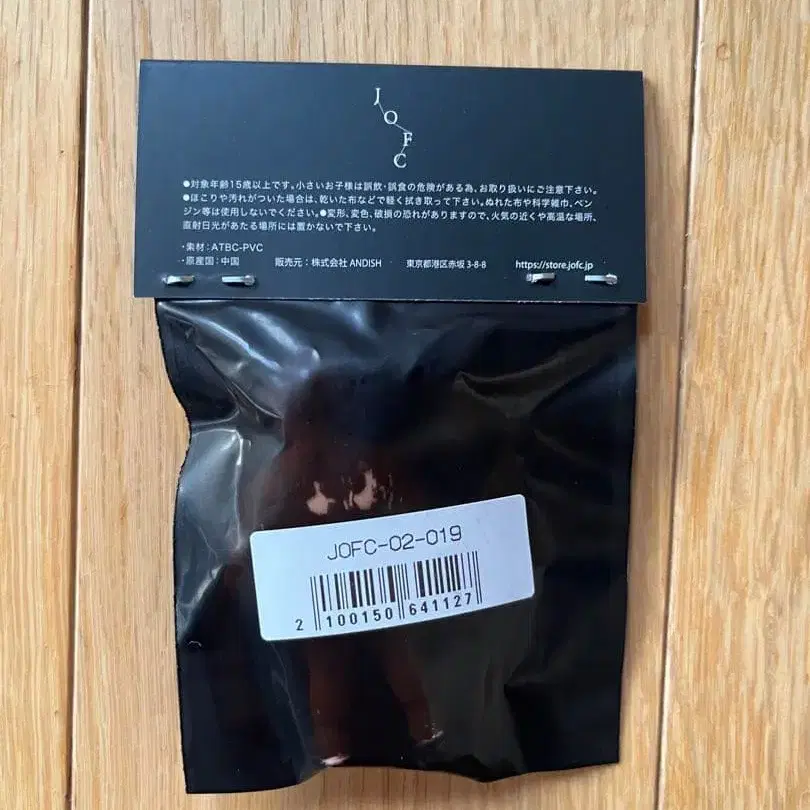 JOFC
●対象年齢15歳以上です。小さいお子様は誤飲・誤食の危険がある為、お取り扱いにご注意下さい。
●ほこりや汚れがついた場合は、乾いた布などで軽く拭き取って下さい。ぬれた布や科学雑巾、ベン
ジン等は使用しないでください。●変形、変色、破損の恐れがありますので、火気の近くや高温な場所、
直射日光があたる場所には置かないで下さい。
・素材：ATBC-PVC
・原産国：中国 販売元：株式会社 ANDISH 東京都港区赤坂 3-8-8 https://store.jofc.jp
JOFC-02-019
2 100150 641127